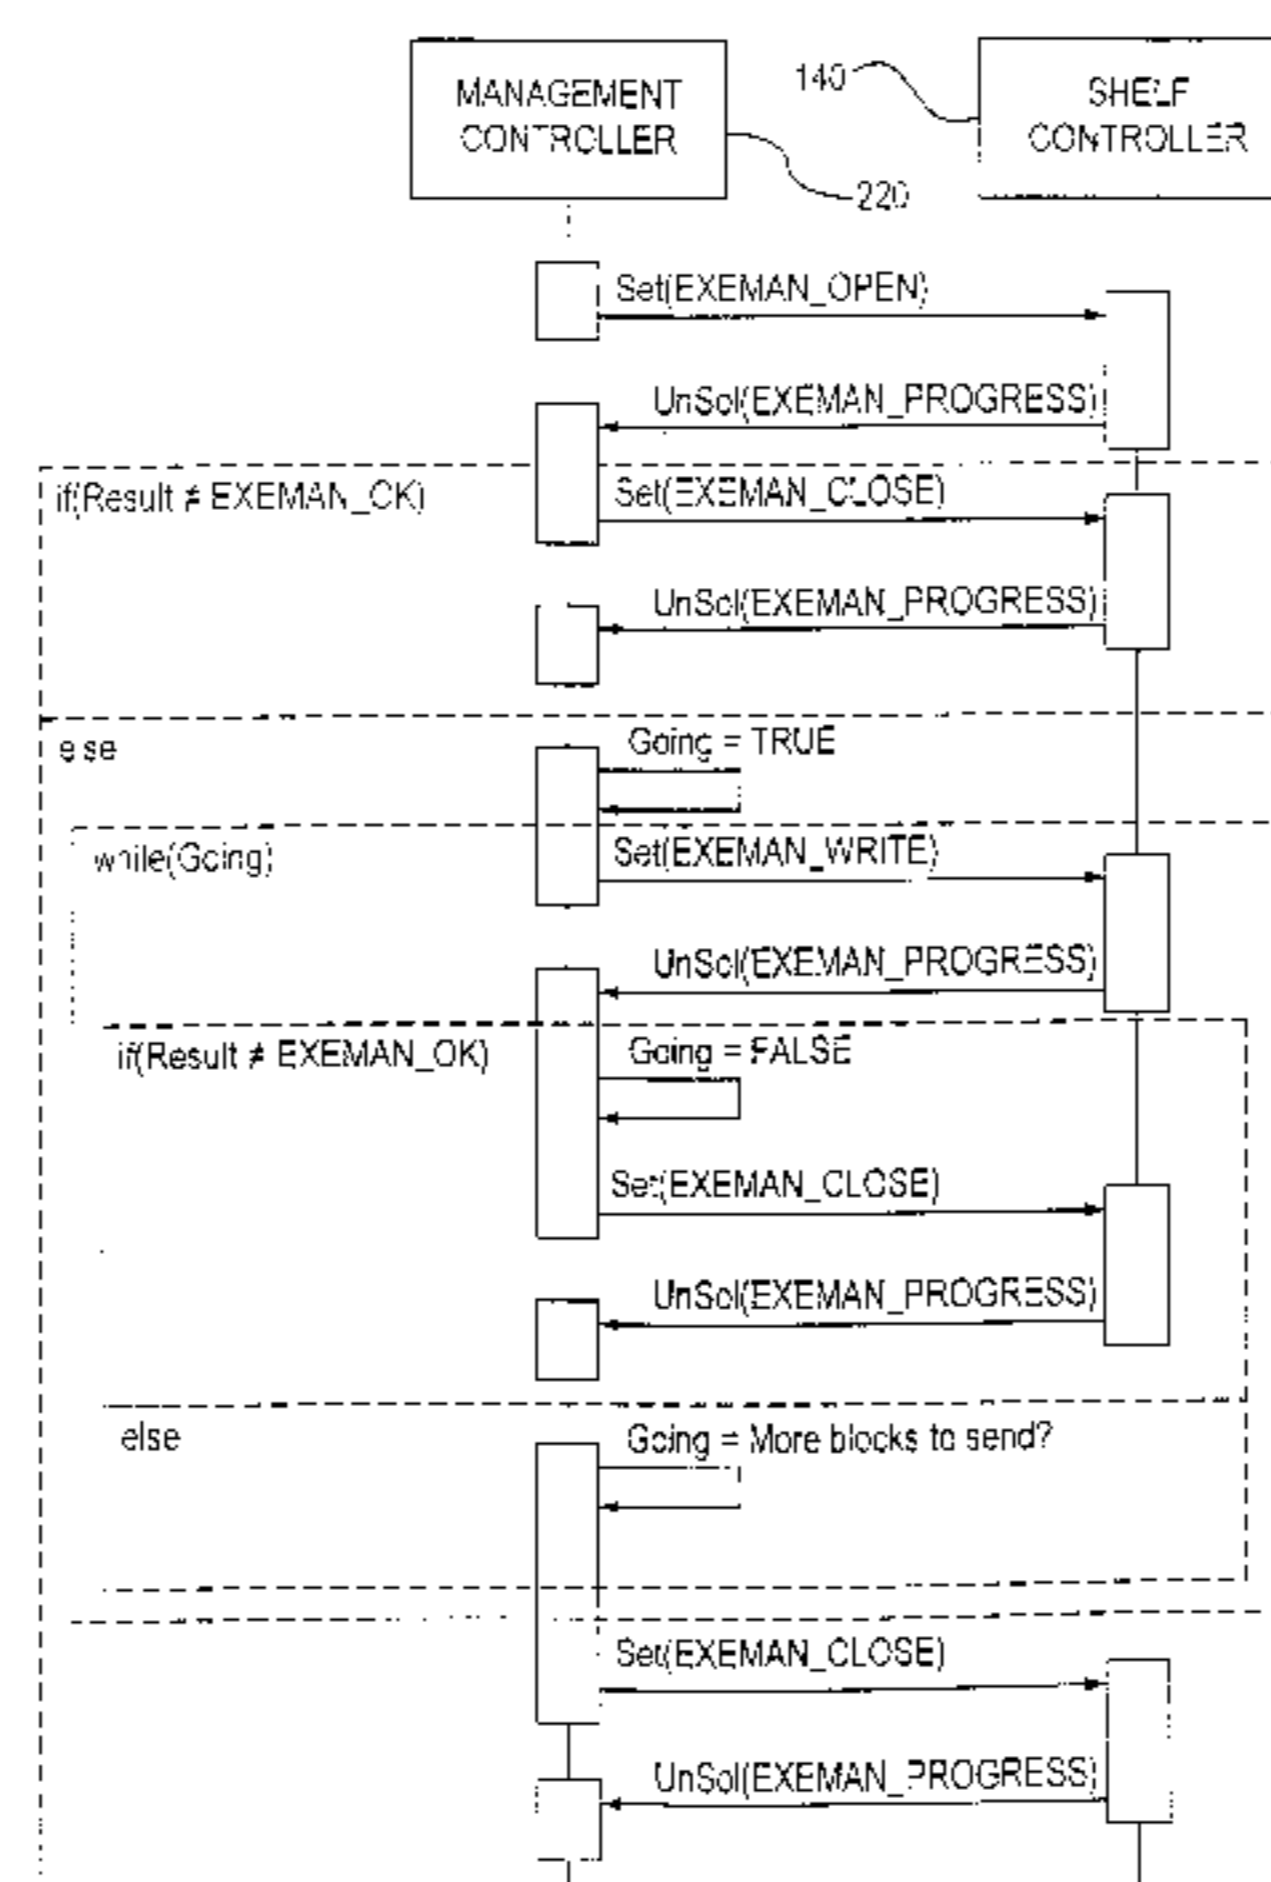 MANAGEMENT
CONTROLLER
140
SHELF
CONTROLLER
220
Set(EXEMAN_OPEN)
UnSol(EXEMAN_PROGRESS)
if(Result ≠ EXEMAN_OK)
Set(EXEMAN_CLOSE)
UnSol(EXEMAN_PROGRESS)
else
Going = TRUE
while(Going)
Set(EXEMAN_WRITE)
UnSol(EXEMAN_PROGRESS)
if(Result ≠ EXEMAN_OK)
Going = FALSE
Set(EXEMAN_CLOSE)
UnSol(EXEMAN_PROGRESS)
else
Going = More blocks to send?
Set(EXEMAN_CLOSE)
UnSol(EXEMAN_PROGRESS)